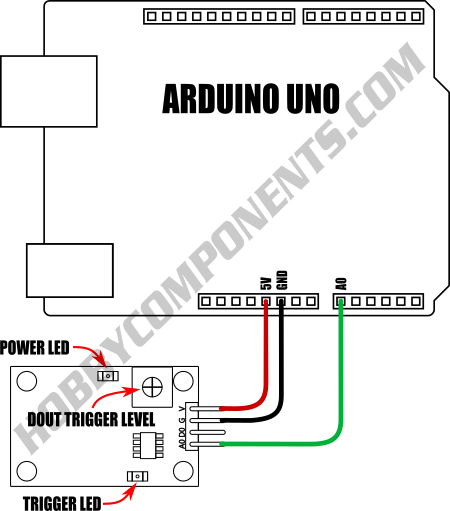 ARDUINO UNO
HOBBYCOMPONENTS.COM
5V
GND
A0
POWER LED
DOUT TRIGGER LEVEL
V
G
D0
A0
TRIGGER LED